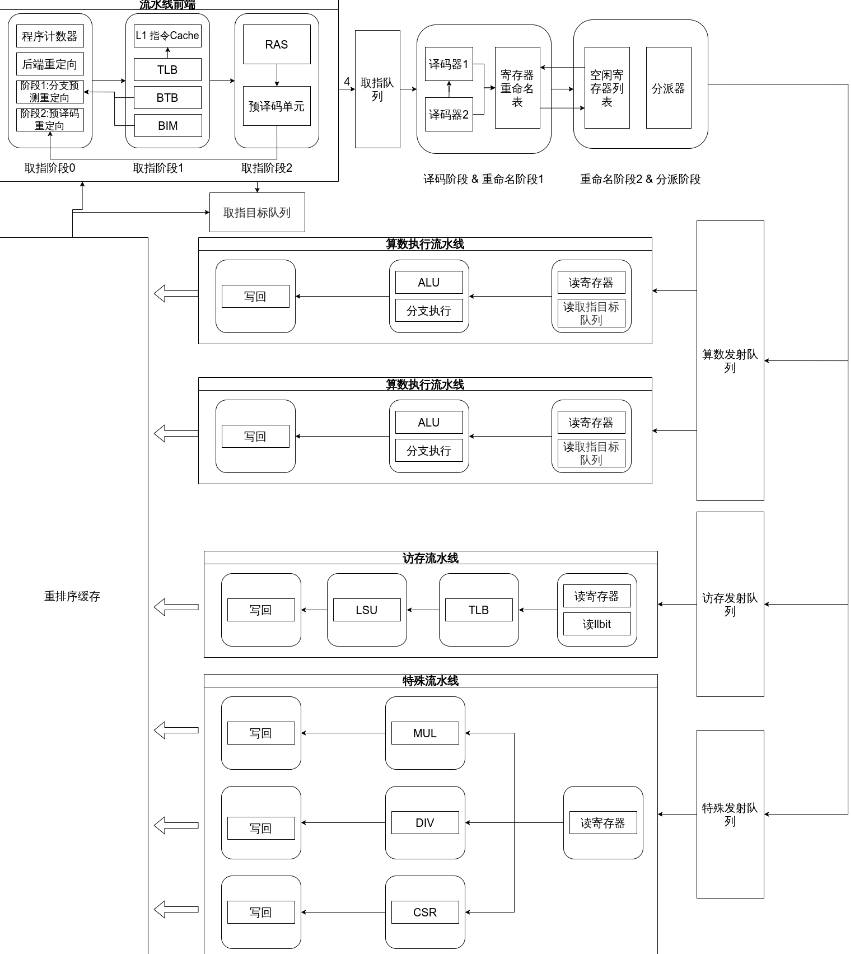 流水线前端
程序计数器
后端重定向
阶段1:分支预
测重定向
阶段2:预译码
重定向
取指阶段0
L1 指令Cache
TLB
BTB
BIM
取指阶段1
RAS
预译码单元
取指阶段2
4
取指队
列
译码器1
译码器2
寄存器
重命名
表
译码阶段 & 重命名阶段1
空闲寄
存器列
表
分派器
重命名阶段2 & 分派阶段
取指目标队列
算数执行流水线
写回
ALU
分支执行
读寄存器
读取指目标
队列
算数执行流水线
写回
ALU
分支执行
读寄存器
读取指目标
队列
算数发射队
列
重排序缓存
访存流水线
写回
LSU
TLB
读寄存器
读llbit
访存发射队
列
特殊流水线
写回
MUL
写回
DIV
读寄存器
写回
CSR
特殊发射队
列